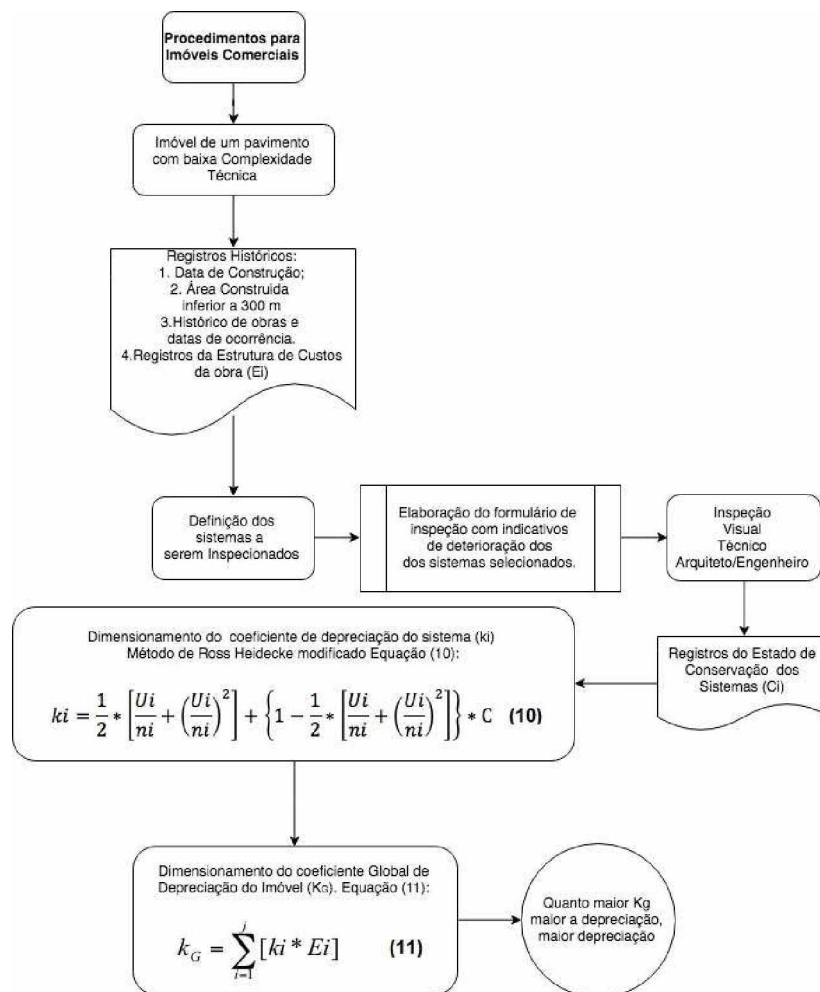 Procedimentos para
Imóveis Comerciais
Imóvel de um pavimento
com baixa Complexidade
Técnica
Registros Históricos:
1. Data de Construção;
2. Área Construida
inferior a 300 m
3.Histórico de obras e
datas de ocorrência.
4.Registros da Estrutura de Custos
da obra (Ei)
Definição dos
sistemas a
serem Inspecionados
Elaboração do formulário de
inspeção com indicativos
de deterioração dos
dos sistemas selecionados.
Inspeção
Visual
Técnico
Arquiteto/Engenheiro
Registros do Estado de
Conservação dos
Sistemas (Ci)
Dimensionamento do coeficiente de depreciação do sistema (ki)
Método de Ross Heidecke modificado Equação (10):
ki = 1/2 * [Ui/ni + (Ui/ni)²] + {1 − 1/2 * [Ui/ni + (Ui/ni)²]} * C (10)
Dimensionamento do coeficiente Global de
Depreciação do Imóvel (KG). Equação (11):
k_G = ∑_{i=1}^{j} [ki * Ei] (11)
Quanto maior Kg
maior a depreciação,
maior depreciação